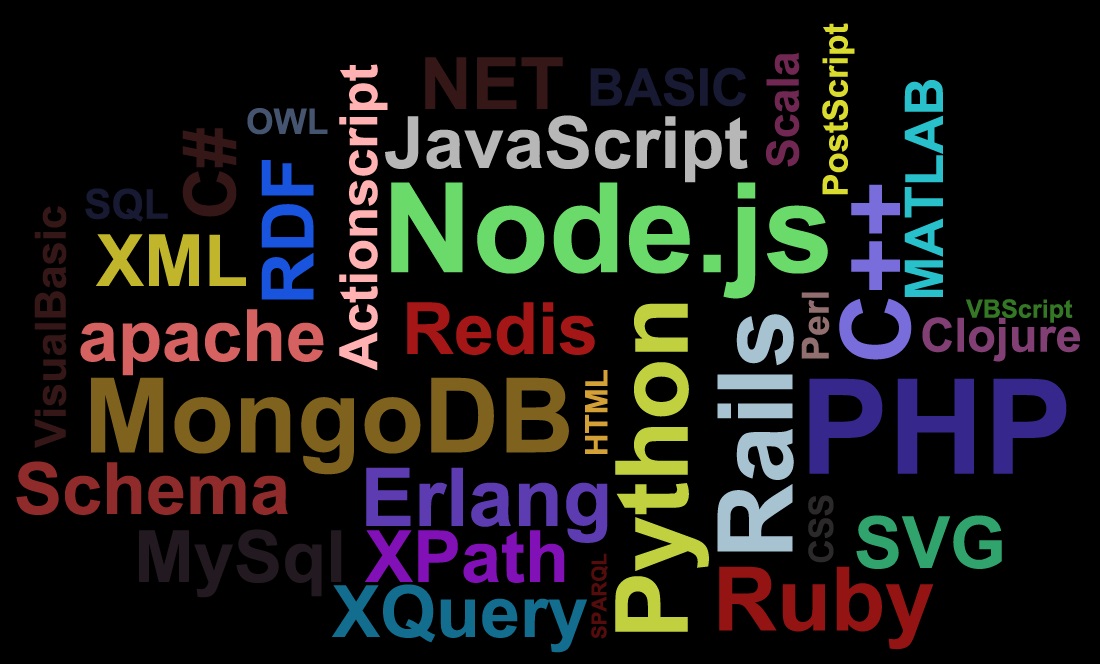 NET
BASIC
Scala
PostScript
OWL
Actionscript
JavaScript
MATLAB
C#
SQL
RDF
Node.js
C++
VisualBasic
XML
apache
Redis
Python
Rails
Perl
VBScript
Clojure
MongoDB
HTML
PHP
Schema
Erlang
CSS
SVG
MySql
XPath
SPARQL
XQuery
Ruby